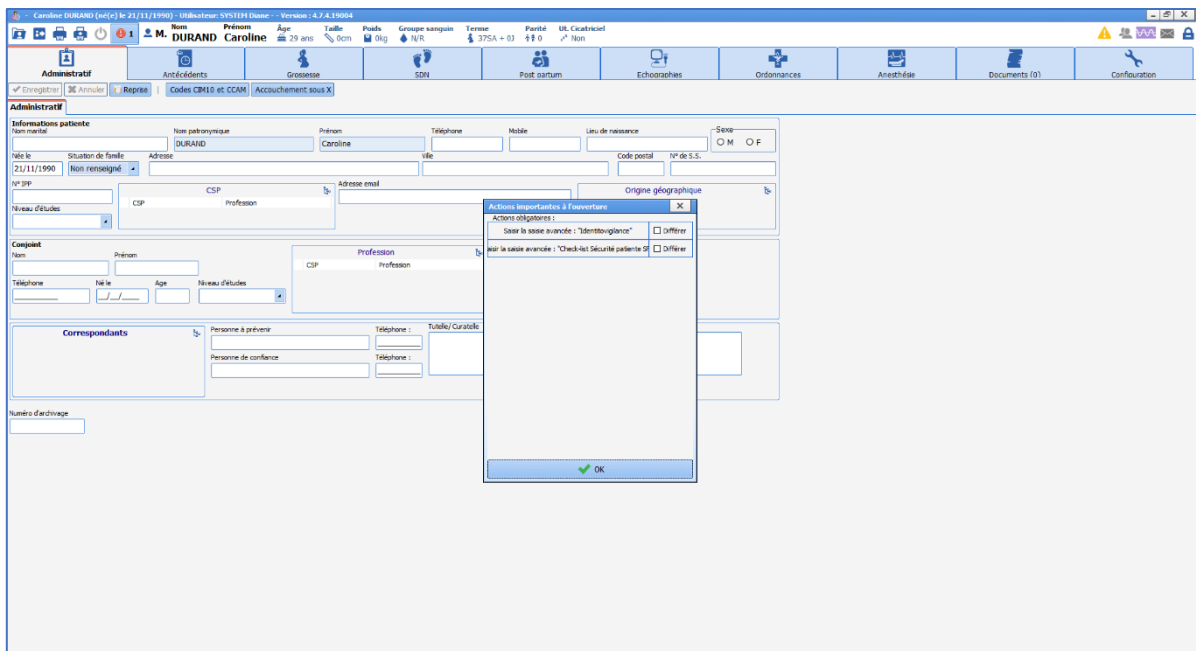 - Caroline DURAND (né(e) le 21/11/1990) - Utilisateur: SYSTEM Diane - - Version : 4.7.4.19004
1 M. Nom DURAND Prénom Caroline Âge 29 ans Taille 0cm Poids 0kg Groupe sanguin N/R Terme 37SA + 0J Parité 0 Ut. Cicatriciel Non
Administratif Antécédents Grossesse SDN Post partum Echographies Ordonnances Anesthésie Documents (0) Configuration
Enregistrer Annuler Reprise Codes CIM10 et CCAM Accouchement sous X
Administratif
Informations patiente
Nom marital Nom patronymique Prénom Téléphone Mobile Lieu de naissance Sexe
DURAND Caroline M F
Née le Situation de famille Adresse Ville Code postal N° de S.S.
21/11/1990 Non renseigné
N° IPP CSP Adresse email Origine géographique
CSP Profession
Niveau d'études
Actions importantes à l'ouverture
Actions obligatoires :
Saisir la saisie avancée : "Identitovigilance" Différer
aisir la saisie avancée : "Check-list Sécurité patiente SF Différer
OK
Conjoint
Nom Prénom Profession
CSP Profession
Téléphone Né le Age Niveau d'études
__/__/____
Correspondants Personne à prévenir Téléphone : Tutelle/Curatelle
Personne de confiance Téléphone :
Numéro d'archivage